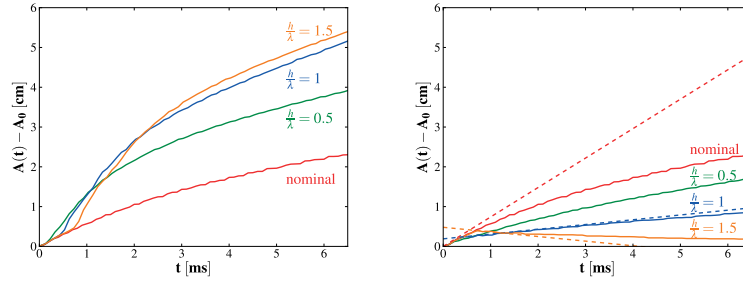 6
5
4
3
2
1
0
0 1 2 3 4 5 6
A(t) − A₀ [cm]
t [ms]
h/λ = 1.5
h/λ = 1
h/λ = 0.5
nominal
6
5
4
3
2
1
0
0 1 2 3 4 5 6
A(t) − A₀ [cm]
t [ms]
nominal
h/λ = 0.5
h/λ = 1
h/λ = 1.5